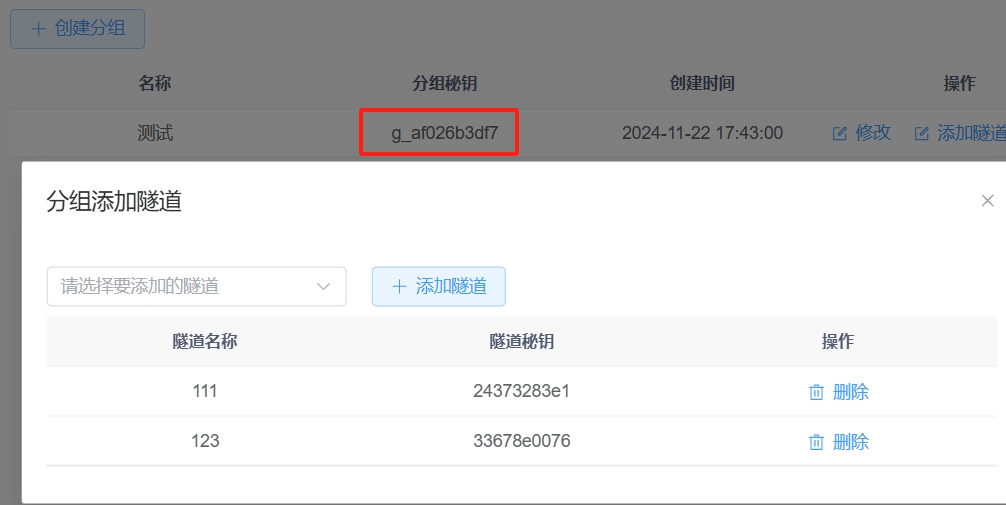 创建分组
名称 分组秘钥 创建时间 操作
测试 g_af026b3df7 2024-11-22 17:43:00 修改 添加隧道
分组添加隧道
请选择要添加的隧道 添加隧道
隧道名称 隧道秘钥 操作
111 24373283e1 删除
123 33678e0076 删除